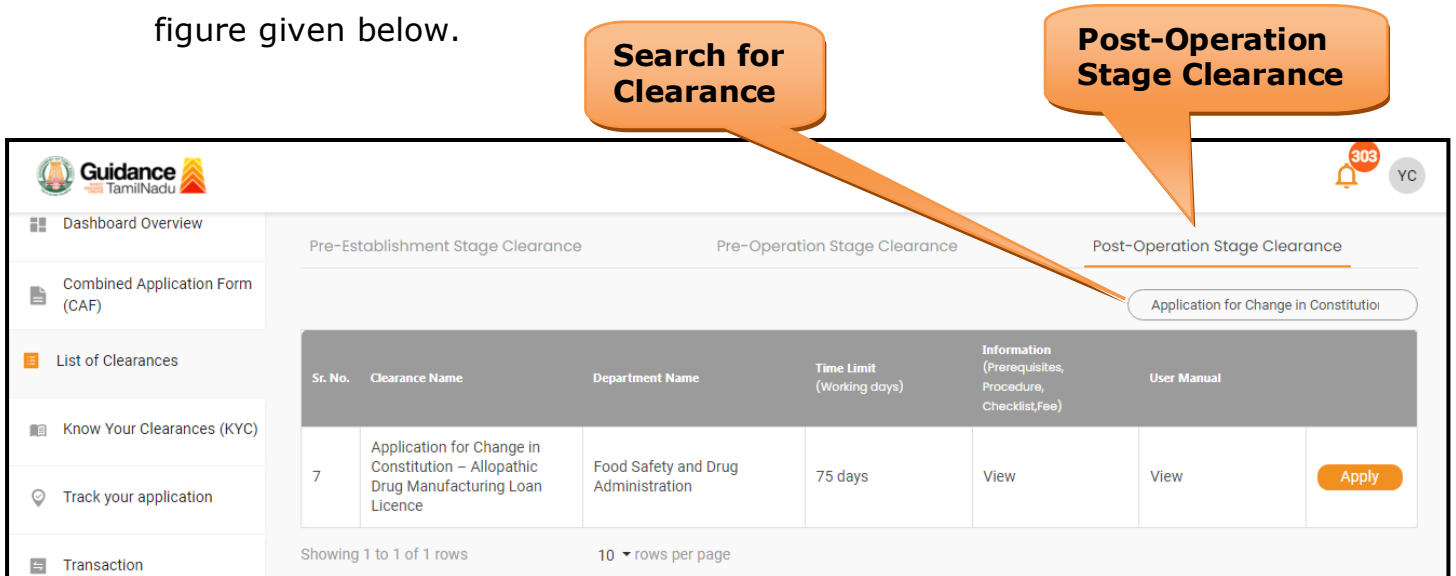 figure given below.
Search for
Clearance
Post-Operation
Stage Clearance
Guidance
TamilNadu
303
YC
Dashboard Overview
Combined Application Form
(CAF)
List of Clearances
Know Your Clearances (KYC)
Track your application
Transaction
Pre-Establishment Stage Clearance
Pre-Operation Stage Clearance
Post-Operation Stage Clearance
Application for Change in Constitution
Sr. No.
Clearance Name
Department Name
Time Limit
(Working days)
Information
(Prerequisites,
Procedure,
Checklist,Fee)
User Manual
7
Application for Change in
Constitution – Allopathic
Drug Manufacturing Loan
Licence
Food Safety and Drug
Administration
75 days
View
View
Apply
Showing 1 to 1 of 1 rows
10 rows per page